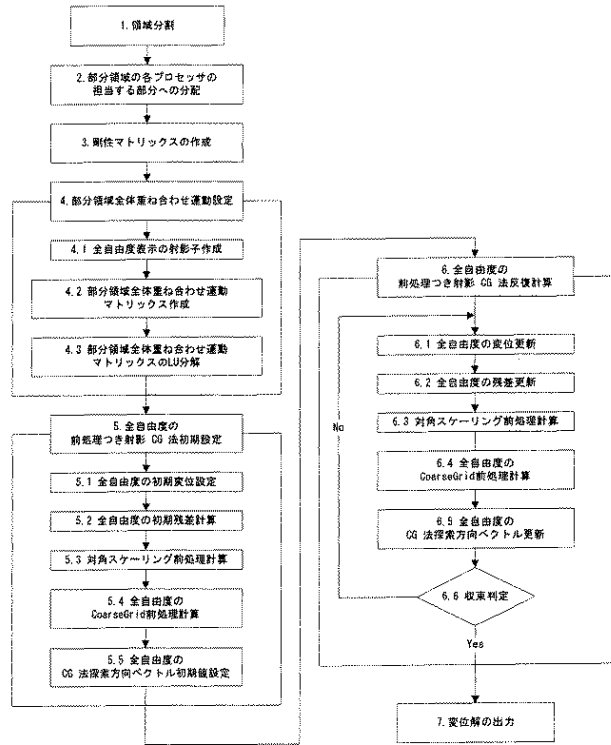 1. 領域分割
2. 部分領域の各プロセッサの
担当する部分への分配
3. 剛性マトリックスの作成
4. 部分領域全体重ね合わせ運動設定
4.1 全自由度表示の射影子作成
4.2 部分領域全体重ね合わせ運動
マトリックス作成
4.3 部分領域全体重ね合わせ運動
マトリックスのLU分解
5. 全自由度の
前処理つき射影 CG 法初期設定
5.1 全自由度の初期変位設定
5.2 全自由度の初期残差計算
5.3 対角スケーリング前処理計算
5.4 全自由度の
CoarseGrid前処理計算
5.5 全自由度の
CG 法探索方向ベクトル初期値設定
6. 全自由度の
前処理つき射影 CG 法反復計算
6.1 全自由度の変位更新
6.2 全自由度の残差更新
6.3 対角スケーリング前処理計算
No
6.4 全自由度の
CoarseGrid前処理計算
6.5 全自由度の
CG 法探索方向ベクトル更新
6.6 収束判定
Yes
7. 変位解の出力